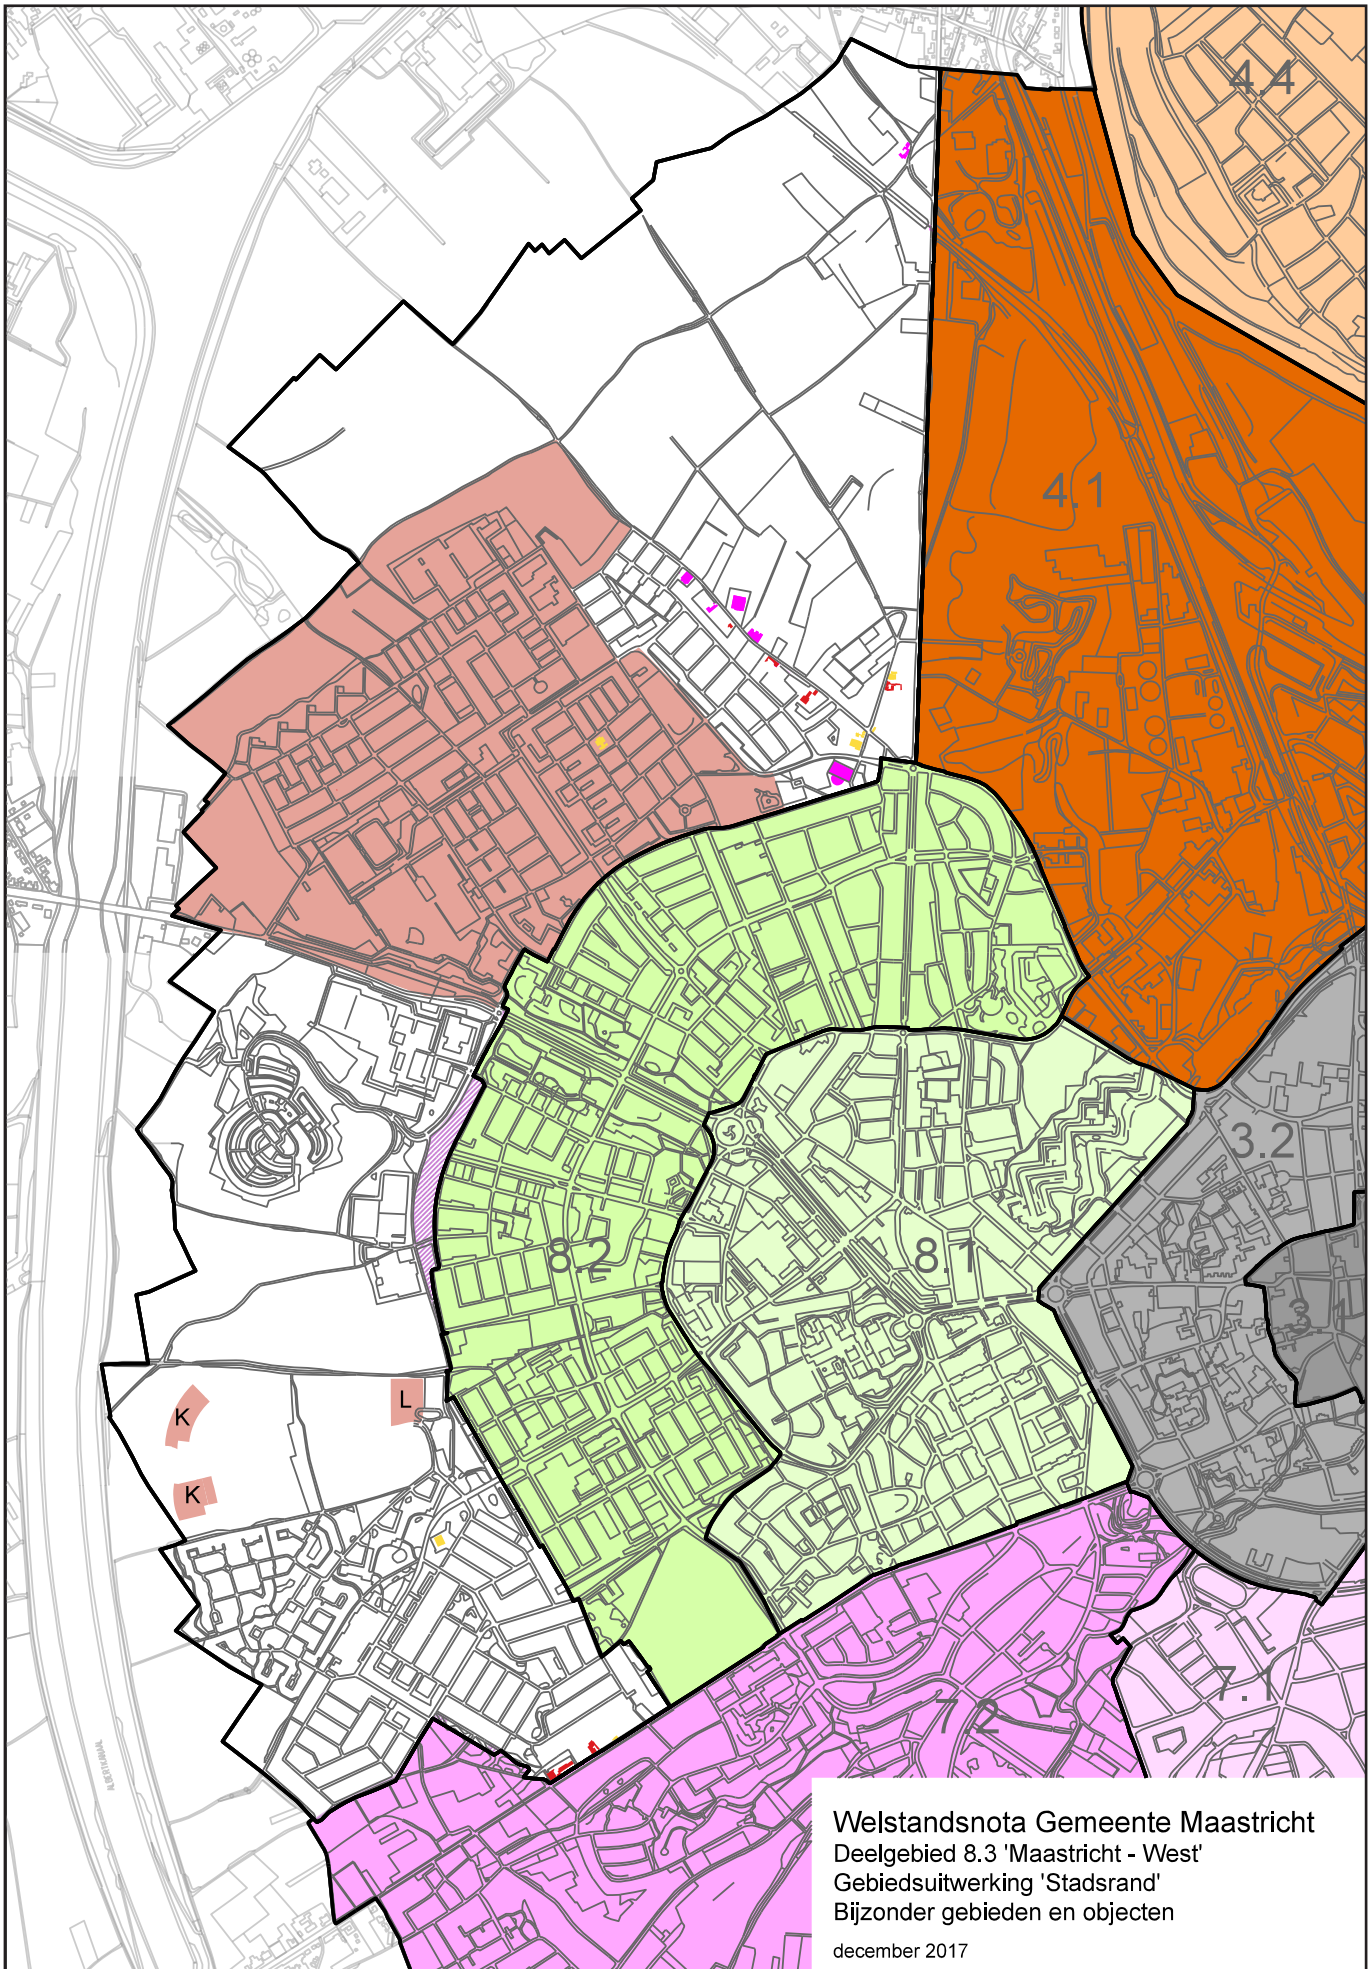 4.4
4.1
3.2
3.1
8.2
8.1
L
K
K
7.1
7.2
ALBERTKANAAL
Welstandsnota Gemeente Maastricht
Deelgebied 8.3 'Maastricht - West'
Gebiedsuitwerking 'Stadsrand'
Bijzonder gebieden en objecten
december 2017